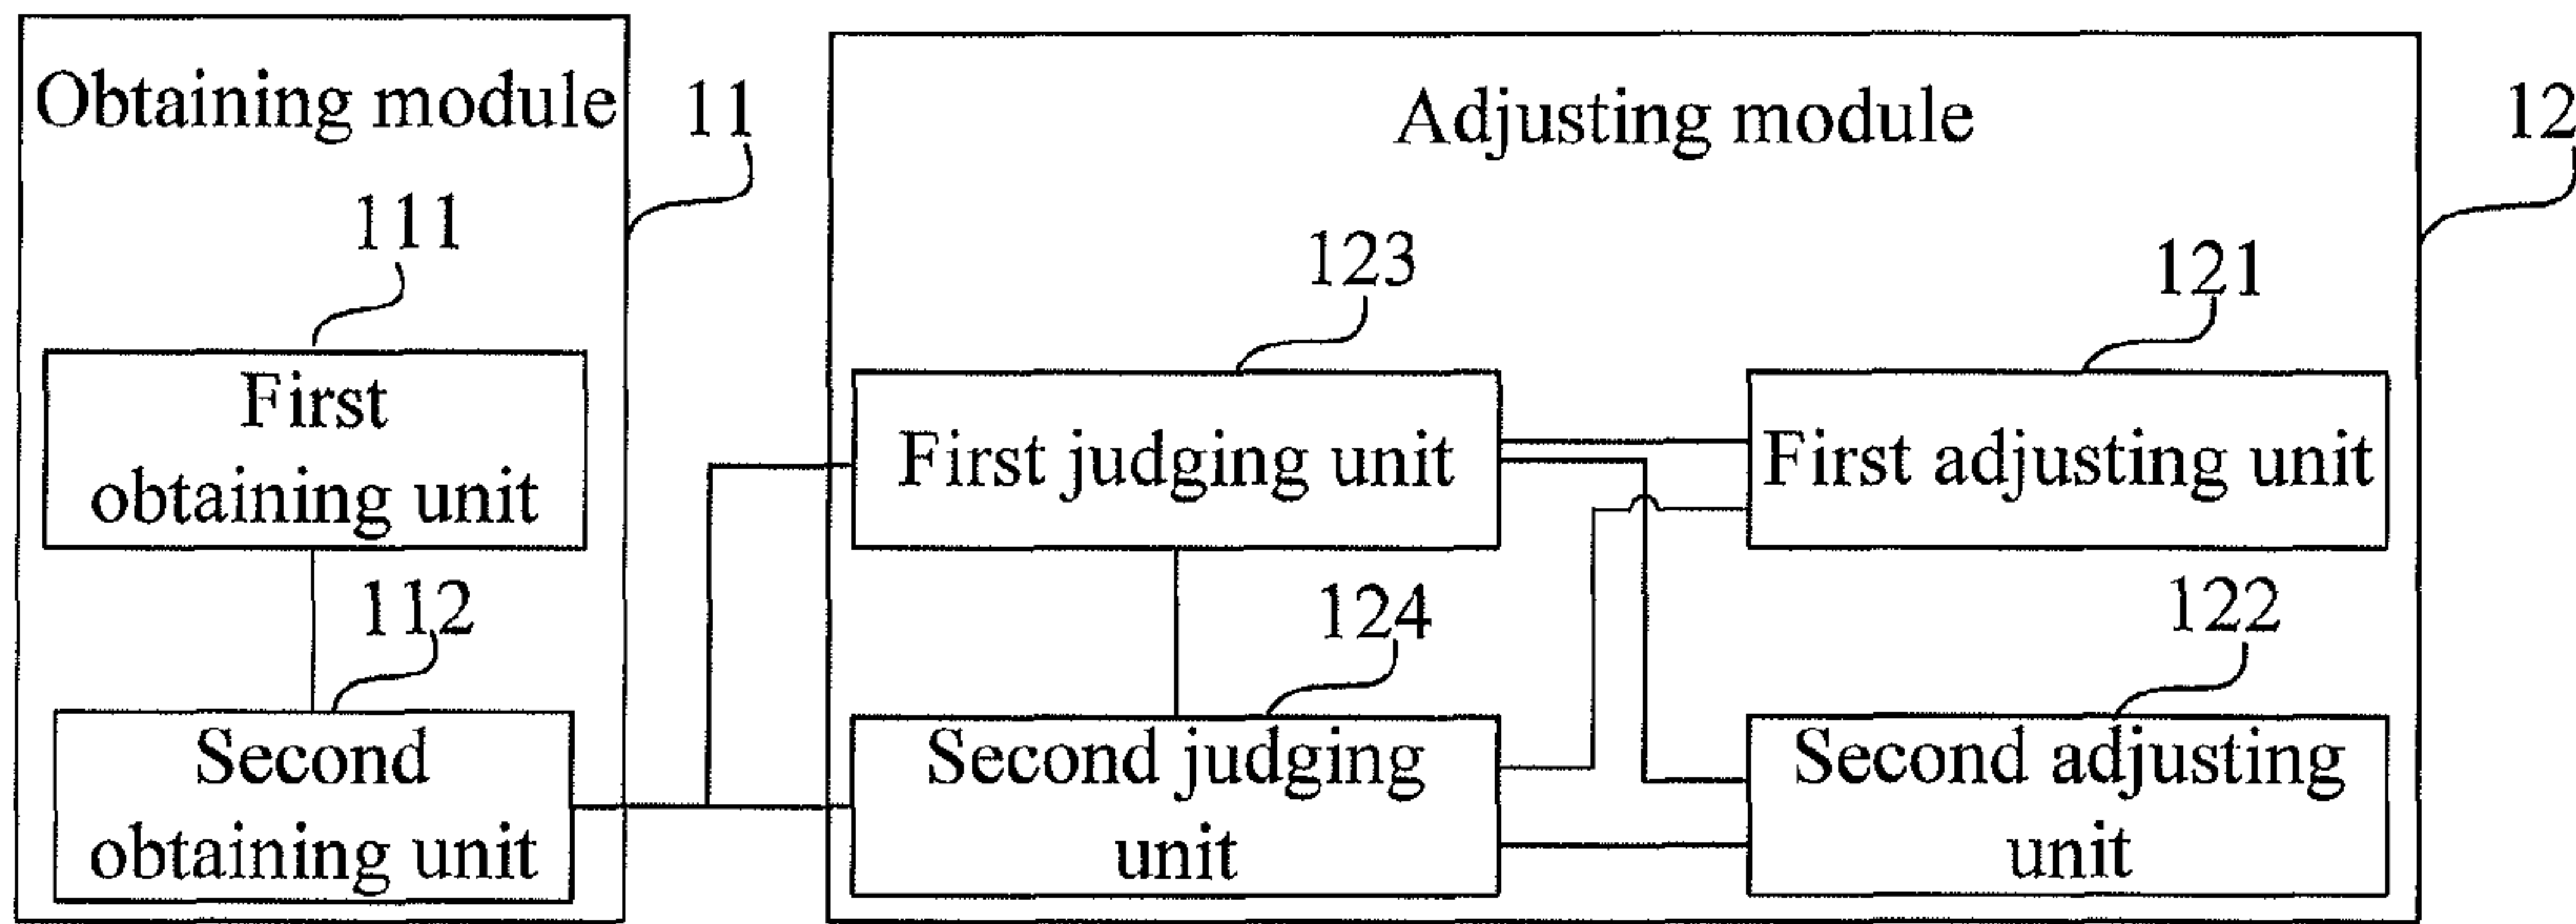 Obtaining module
11
111
First
obtaining unit
112
Second
obtaining unit
Adjusting module
12
123
First judging unit
121
First adjusting unit
124
Second judging
unit
122
Second adjusting
unit